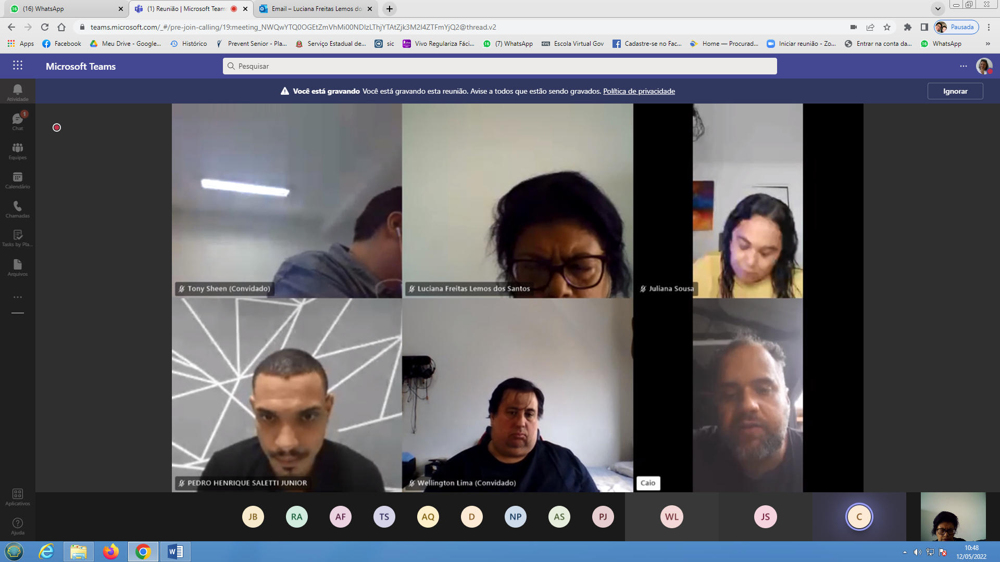 (16) WhatsApp
(1) Reunião | Microsoft Teams
Email – Luciana Freitas Lemos do
teams.microsoft.com/_#/pre-join-calling/19:meeting_NWQwYTQ0OGEtZmVhMi00NDIzLThjYTAtZjk3M2I4ZTFmYjQ2@thread.v2
Pausada
Apps
Facebook
Meu Drive - Google...
Histórico
Prevent Senior - Pla...
Serviço Estadual de...
sic
Vivo Regulariza Fáci...
(7) WhatsApp
Escola Virtual Gov
Cadastre-se no Fac...
Home — Procurad...
Iniciar reunião - Zo...
Entrar na conta da...
WhatsApp
»
Microsoft Teams
Pesquisar
Você está gravando Você está gravando esta reunião. Avise a todos que estão sendo gravados. Política de privacidade
Ignorar
Atividade
1
Chat
Equipes
Calendário
Chamadas
Tasks by Pla...
Arquivos
Aplicativos
Ajuda
Tony Sheen (Convidado)
Luciana Freitas Lemos dos Santos
Juliana Sousa
PEDRO HENRIQUE SALETTI JUNIOR
Wellington Lima (Convidado)
Caio
JB
RA
AF
TS
AQ
D
NP
AS
PJ
WL
JS
C
10:48
12/05/2022